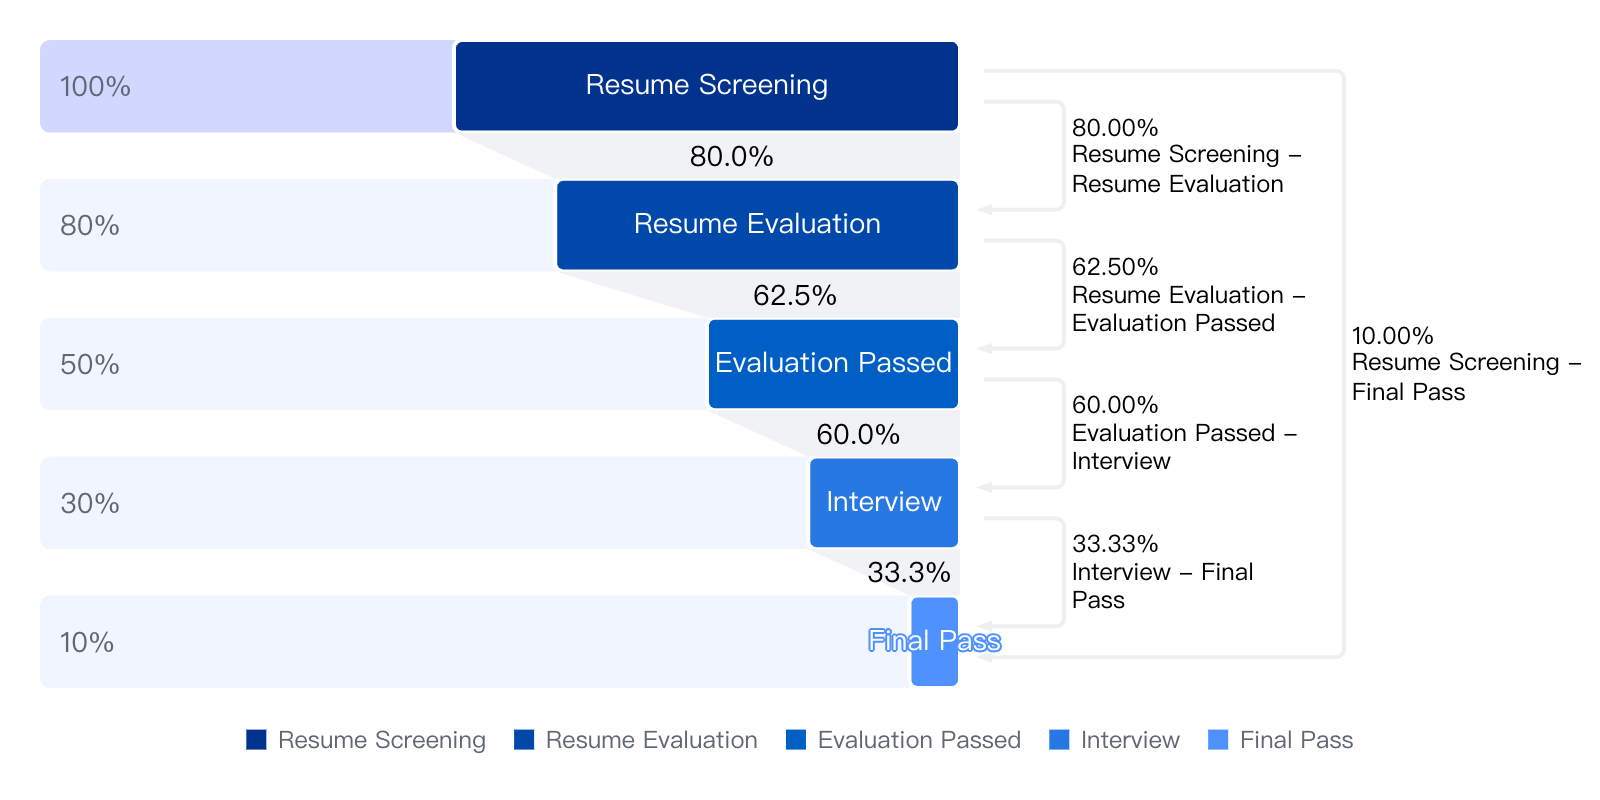 100%
Resume Screening
80.0%
80%
Resume Evaluation
62.5%
50%
Evaluation Passed
60.0%
30%
Interview
33.3%
10%
Final Pass
80.00%
Resume Screening –
Resume Evaluation
62.50%
Resume Evaluation –
Evaluation Passed
60.00%
Evaluation Passed –
Interview
33.33%
Interview – Final
Pass
10.00%
Resume Screening –
Final Pass
Resume Screening
Resume Evaluation
Evaluation Passed
Interview
Final Pass